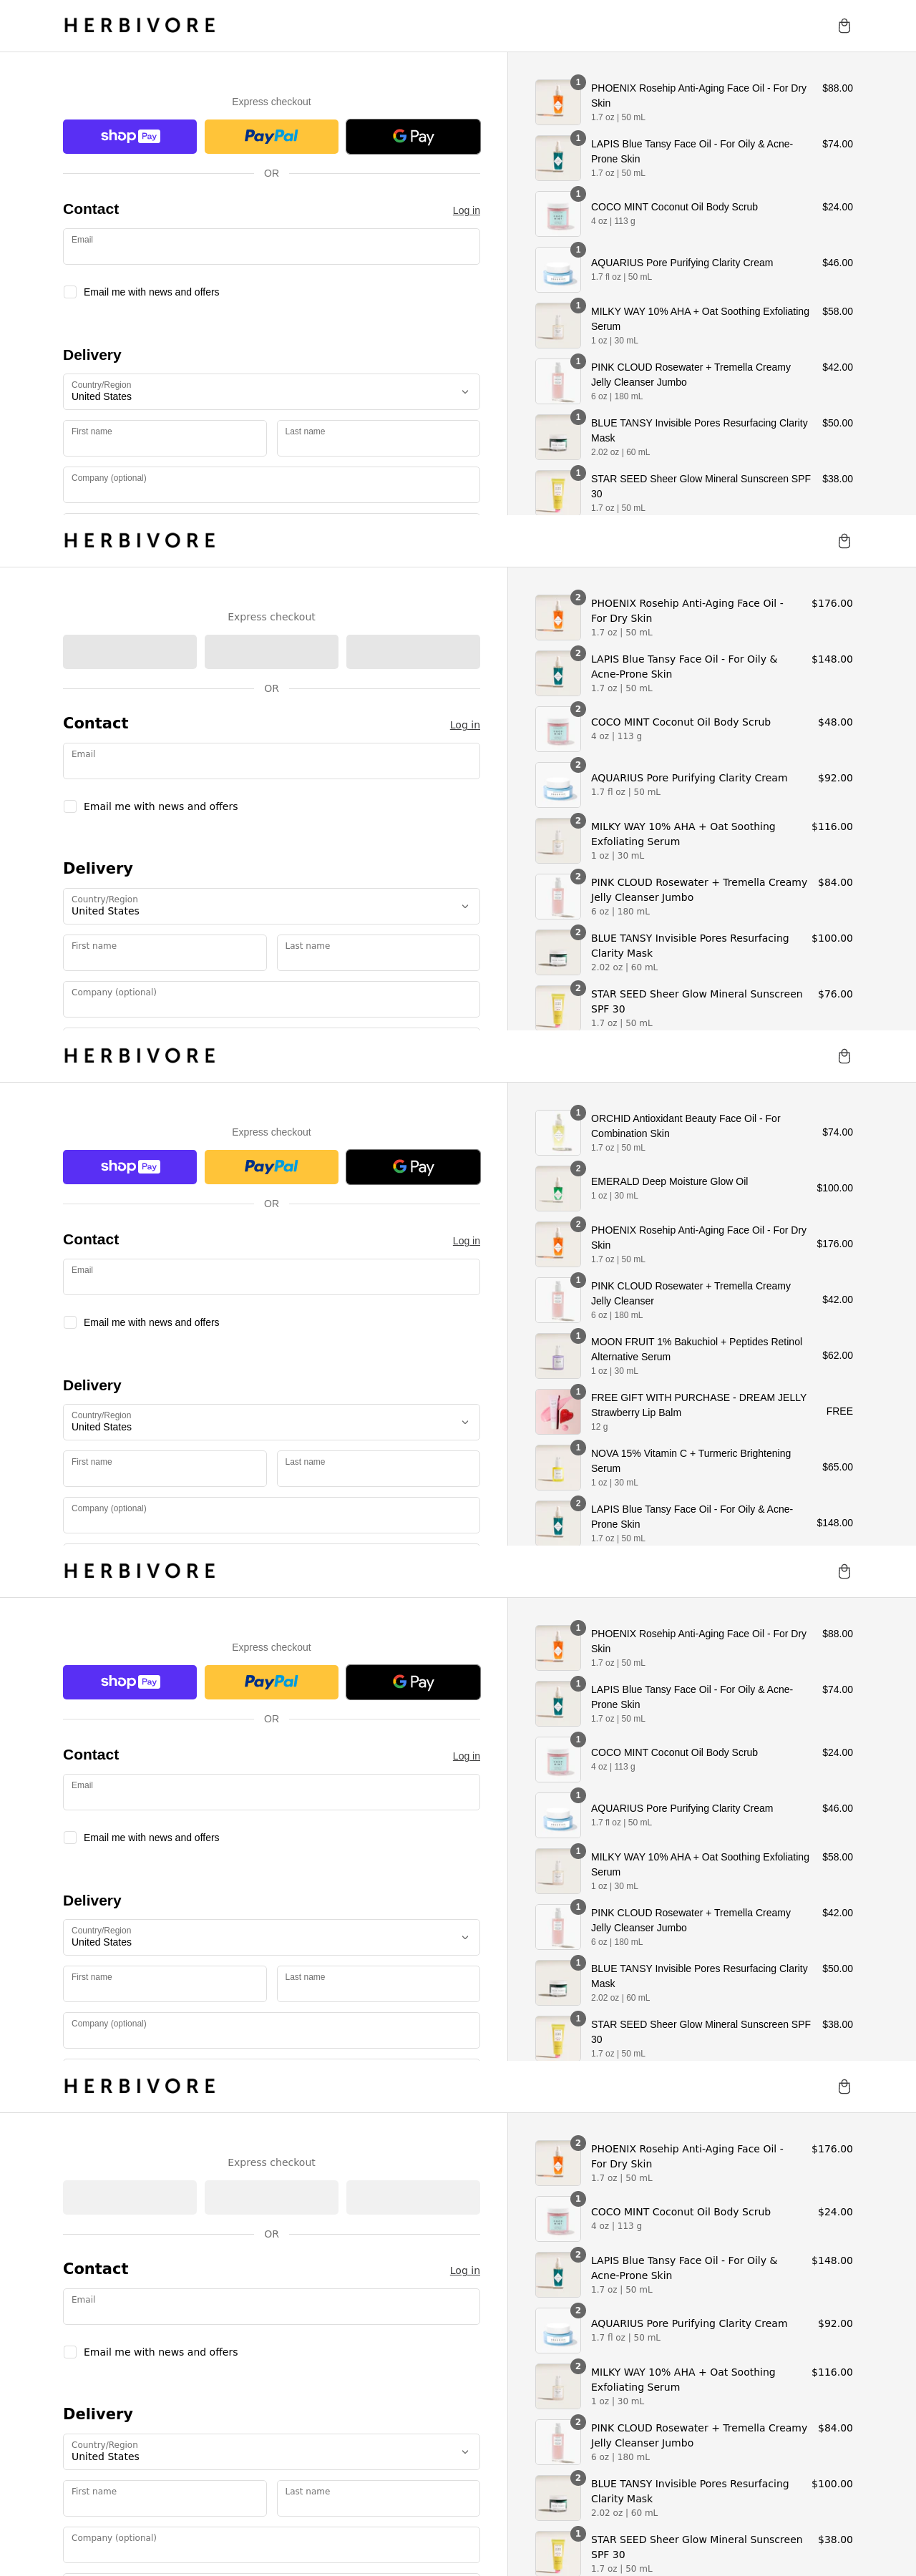 HERBIVORE
Express checkout
shop Pay
PayPal
G Pay
OR
Contact
Log in
Email
Email me with news and offers
Delivery
Country/Region
United States
First name
Last name
Company (optional)
1
PHOENIX Rosehip Anti-Aging Face Oil - For Dry
Skin
1.7 oz | 50 mL
$88.00
1
LAPIS Blue Tansy Face Oil - For Oily & Acne-
Prone Skin
1.7 oz | 50 mL
$74.00
1
COCO MINT Coconut Oil Body Scrub
4 oz | 113 g
$24.00
1
AQUARIUS Pore Purifying Clarity Cream
1.7 fl oz | 50 mL
$46.00
1
MILKY WAY 10% AHA + Oat Soothing Exfoliating
Serum
1 oz | 30 mL
$58.00
1
PINK CLOUD Rosewater + Tremella Creamy
Jelly Cleanser Jumbo
6 oz | 180 mL
$42.00
1
BLUE TANSY Invisible Pores Resurfacing Clarity
Mask
2.02 oz | 60 mL
$50.00
1
STAR SEED Sheer Glow Mineral Sunscreen SPF
30
1.7 oz | 50 mL
$38.00
HERBIVORE
Express checkout
OR
Contact
Log in
Email
Email me with news and offers
Delivery
Country/Region
United States
First name
Last name
Company (optional)
2
PHOENIX Rosehip Anti-Aging Face Oil -
For Dry Skin
1.7 oz | 50 mL
$176.00
2
LAPIS Blue Tansy Face Oil - For Oily &
Acne-Prone Skin
1.7 oz | 50 mL
$148.00
2
COCO MINT Coconut Oil Body Scrub
4 oz | 113 g
$48.00
2
AQUARIUS Pore Purifying Clarity Cream
1.7 fl oz | 50 mL
$92.00
2
MILKY WAY 10% AHA + Oat Soothing
Exfoliating Serum
1 oz | 30 mL
$116.00
2
PINK CLOUD Rosewater + Tremella Creamy
Jelly Cleanser Jumbo
6 oz | 180 mL
$84.00
2
BLUE TANSY Invisible Pores Resurfacing
Clarity Mask
2.02 oz | 60 mL
$100.00
2
STAR SEED Sheer Glow Mineral Sunscreen
SPF 30
1.7 oz | 50 mL
$76.00
HERBIVORE
Express checkout
shop Pay
PayPal
G Pay
OR
Contact
Log in
Email
Email me with news and offers
Delivery
Country/Region
United States
First name
Last name
Company (optional)
1
ORCHID Antioxidant Beauty Face Oil - For
Combination Skin
1.7 oz | 50 mL
$74.00
2
EMERALD Deep Moisture Glow Oil
1 oz | 30 mL
$100.00
2
PHOENIX Rosehip Anti-Aging Face Oil - For Dry
Skin
1.7 oz | 50 mL
$176.00
1
PINK CLOUD Rosewater + Tremella Creamy
Jelly Cleanser
6 oz | 180 mL
$42.00
1
MOON FRUIT 1% Bakuchiol + Peptides Retinol
Alternative Serum
1 oz | 30 mL
$62.00
1
FREE GIFT WITH PURCHASE - DREAM JELLY
Strawberry Lip Balm
12 g
FREE
1
NOVA 15% Vitamin C + Turmeric Brightening
Serum
1 oz | 30 mL
$65.00
2
LAPIS Blue Tansy Face Oil - For Oily & Acne-
Prone Skin
1.7 oz | 50 mL
$148.00
HERBIVORE
Express checkout
shop Pay
PayPal
G Pay
OR
Contact
Log in
Email
Email me with news and offers
Delivery
Country/Region
United States
First name
Last name
Company (optional)
1
PHOENIX Rosehip Anti-Aging Face Oil - For Dry
Skin
1.7 oz | 50 mL
$88.00
1
LAPIS Blue Tansy Face Oil - For Oily & Acne-
Prone Skin
1.7 oz | 50 mL
$74.00
1
COCO MINT Coconut Oil Body Scrub
4 oz | 113 g
$24.00
1
AQUARIUS Pore Purifying Clarity Cream
1.7 fl oz | 50 mL
$46.00
1
MILKY WAY 10% AHA + Oat Soothing Exfoliating
Serum
1 oz | 30 mL
$58.00
1
PINK CLOUD Rosewater + Tremella Creamy
Jelly Cleanser Jumbo
6 oz | 180 mL
$42.00
1
BLUE TANSY Invisible Pores Resurfacing Clarity
Mask
2.02 oz | 60 mL
$50.00
1
STAR SEED Sheer Glow Mineral Sunscreen SPF
30
1.7 oz | 50 mL
$38.00
HERBIVORE
Express checkout
OR
Contact
Log in
Email
Email me with news and offers
Delivery
Country/Region
United States
First name
Last name
Company (optional)
2
PHOENIX Rosehip Anti-Aging Face Oil -
For Dry Skin
1.7 oz | 50 mL
$176.00
1
COCO MINT Coconut Oil Body Scrub
4 oz | 113 g
$24.00
2
LAPIS Blue Tansy Face Oil - For Oily &
Acne-Prone Skin
1.7 oz | 50 mL
$148.00
2
AQUARIUS Pore Purifying Clarity Cream
1.7 fl oz | 50 mL
$92.00
2
MILKY WAY 10% AHA + Oat Soothing
Exfoliating Serum
1 oz | 30 mL
$116.00
2
PINK CLOUD Rosewater + Tremella Creamy
Jelly Cleanser Jumbo
6 oz | 180 mL
$84.00
2
BLUE TANSY Invisible Pores Resurfacing
Clarity Mask
2.02 oz | 60 mL
$100.00
1
STAR SEED Sheer Glow Mineral Sunscreen
SPF 30
1.7 oz | 50 mL
$38.00